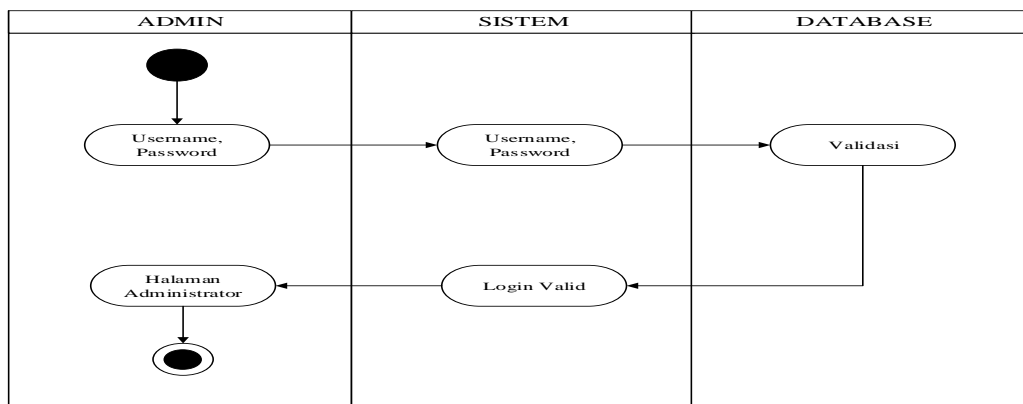 ADMIN
SISTEM
DATABASE
Username,
Password
Username,
Password
Validasi
Halaman
Administrator
Login Valid